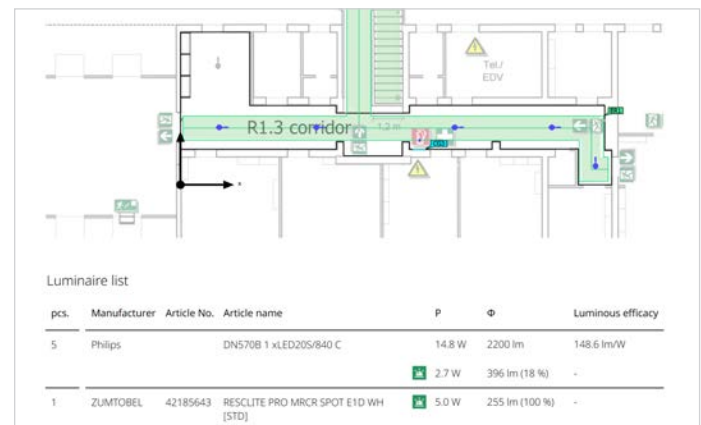 Tel./
EDV
R1.3 corridor
1.2 m
Luminaire list
pcs. Manufacturer Article No. Article name P Φ Luminous efficacy
5 Philips DN570B 1 xLED20S/840 C 14.8 W 2200 lm 148.6 lm/W
2.7 W 396 lm (18 %) -
1 ZUMTOBEL 42185643 RESCLITE PRO MRCR SPOT E1D WH 5.0 W 255 lm (100 %) -
[STD]